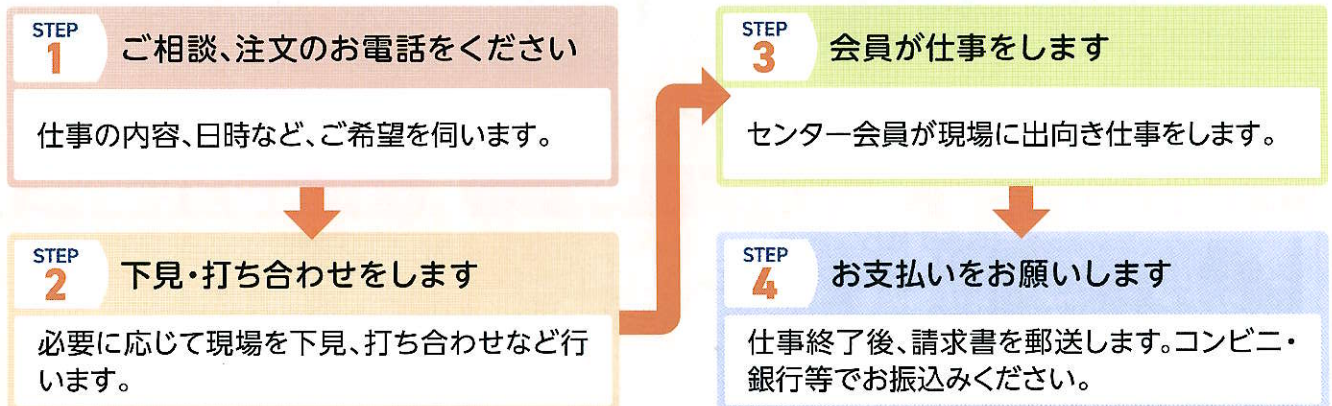 STEP
1
ご相談、注文のお電話をください
仕事の内容、日時など、ご希望を伺います。
STEP
2
下見・打ち合わせをします
必要に応じて現場を下見、打ち合わせなど行
います。
STEP
3
会員が仕事をします
センター会員が現場に出向き仕事をします。
STEP
4
お支払いをお願いします
仕事終了後、請求書を郵送します。コンビニ・
銀行等でお振込みください。